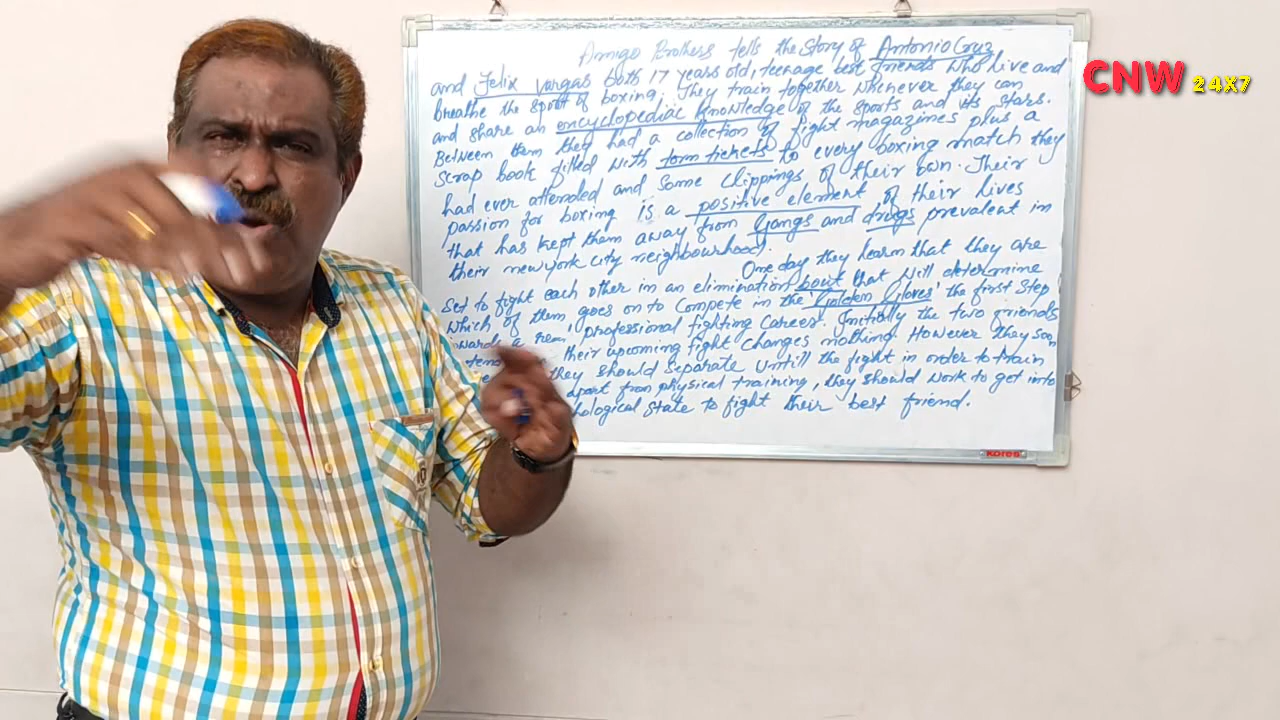 Amigo Brothers tells the story of Antonio Cruz
and Felix Vargas both 17 years old, teenage best friends who live and
breathe the sport of boxing. They train together whenever they can
and share an encyclopediac knowledge of the sports and its stars.
Between them they had a collection of fight magazines plus a
scrap book filled with torn tickets to every boxing match they
had ever attended and some clippings of their own. Their
passion for boxing is a positive element of their lives
that has kept them away from Gangs and drugs prevalent in
their new york city neighbourhood.
One day they learn that they are
set to fight each other in an elimination bout that will determine
which of them goes on to compete in the 'Golden Gloves' the first step
a professional fighting career. Initially the two friends
their upcoming fight changes nothing. However they soon
they should separate untill the fight in order to train
apart from physical training, they should work to get into
state to fight their best friend.
Kores
CNW 24X7